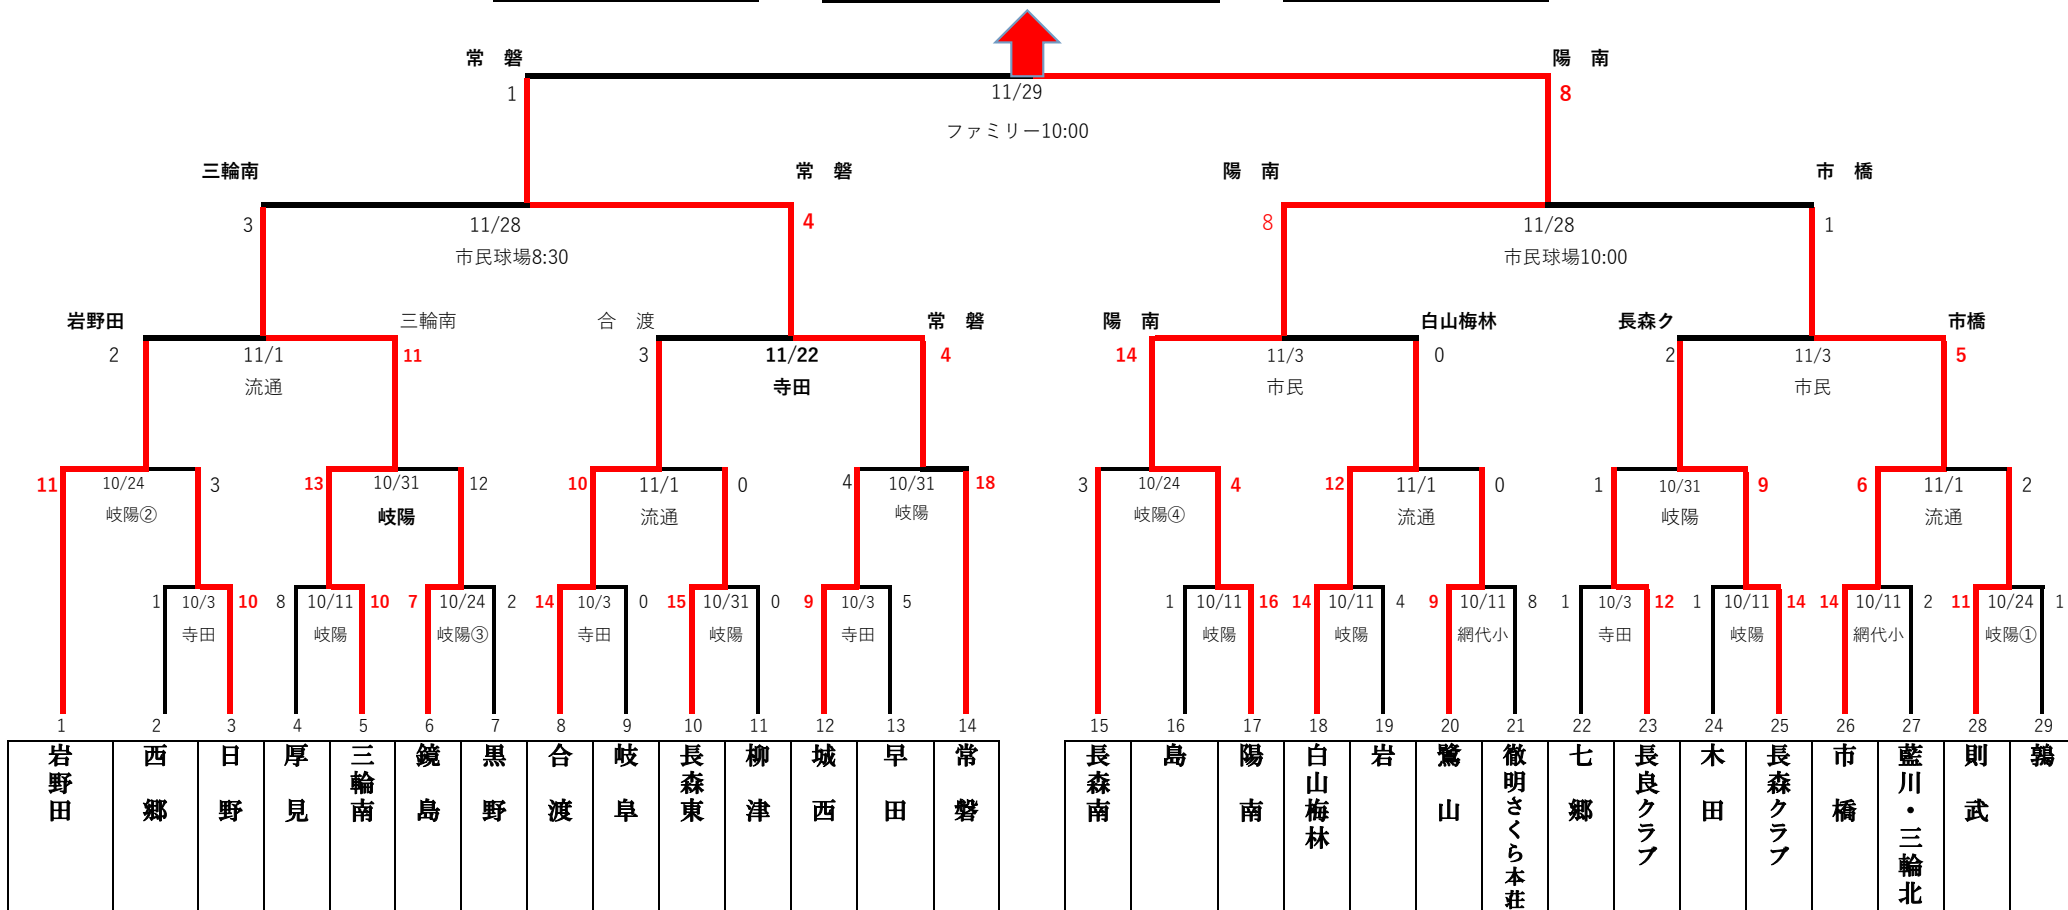 常　磐
陽　南
1
11/29
8
ファミリー10:00
三輪南
常　磐
陽　南
市　橋
3
11/28
4
8
11/28
1
市民球場8:30
市民球場10:00
岩野田
三輪南
合　渡
常　磐
陽　南
白山梅林
長森ク
市橋
2
11/1
11
3
11/22
4
14
11/3
0
2
11/3
5
流通
寺田
市民
市民
11
10/24
3
13
10/31
12
10
11/1
0
4
10/31
18
3
10/24
4
12
11/1
0
1
10/31
9
6
11/1
2
岐陽②
岐陽
流通
岐陽
岐陽④
流通
岐陽
流通
1
10/3
10
8
10/11
10
7
10/24
2
14
10/3
0
15
10/31
0
9
10/3
5
1
10/11
16
14
10/11
4
9
10/11
8
1
10/3
12
1
10/11
14
14
10/11
2
11
10/24
1
寺田
岐陽
岐陽③
寺田
岐陽
寺田
岐陽
岐陽
網代小
寺田
岐陽
網代小
岐陽①
1
2
3
4
5
6
7
8
9
10
11
12
13
14
15
16
17
18
19
20
21
22
23
24
25
26
27
28
29
岩野田
西　郷
日　野
厚　見
三輪南
鏡　島
黒　野
合　渡
岐　阜
長森東
柳　津
城　西
早　田
常　磐
長森南
島
陽　南
白山梅林
岩
鷺　山
徹明さくら本荘
七　郷
長良クラブ
木　田
長森クラブ
市　橋
藍川・三輪北
則　武
鶉